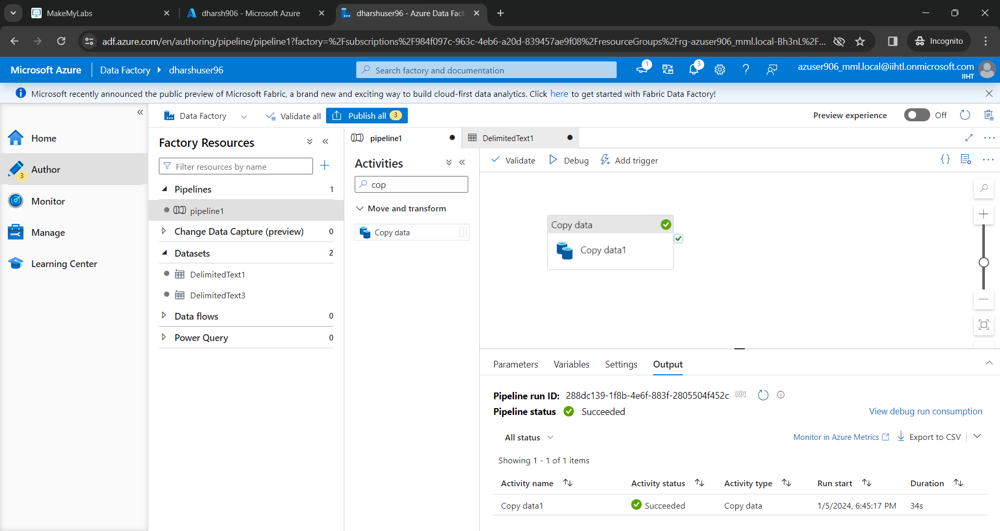 MakeMyLabs
dharsh906 - Microsoft Azure
dharshuser96 - Azure Data Fact
adf.azure.com/en/authoring/pipeline/pipeline1?factory=%2Fsubscriptions%2F984f097c-963c-4eb6-a20d-839457ae9f08%2FresourceGroups%2Frg-azuser906_mml.local-Bh3nL%2F...
Incognito
Microsoft Azure
Data Factory
dharshuser96
Search factory and documentation
1
3
azuser906_mml.local@iihtl.onmicrosoft.com
IIHT
Microsoft recently announced the public preview of Microsoft Fabric, a brand new and exciting way to build cloud-first data analytics. Click here to get started with Fabric Data Factory!
Data Factory
Validate all
Publish all 3
Preview experience
Off
Home
Author
3
Monitor
Manage
Learning Center
Factory Resources
Filter resources by name
Pipelines 1
pipeline1
Change Data Capture (preview) 0
Datasets 2
DelimitedText1
DelimitedText3
Data flows 0
Power Query 0
pipeline1
DelimitedText1
Activities
cop
Move and transform
Copy data
Validate
Debug
Add trigger
Copy data
Copy data1
Parameters
Variables
Settings
Output
Pipeline run ID: 288dc139-1f8b-4e6f-883f-2805504f452c
Pipeline status Succeeded
View debug run consumption
All status
Monitor in Azure Metrics
Export to CSV
Showing 1 - 1 of 1 items
Activity name Activity status Activity type Run start Duration
Copy data1 Succeeded Copy data 1/5/2024, 6:45:17 PM 34s